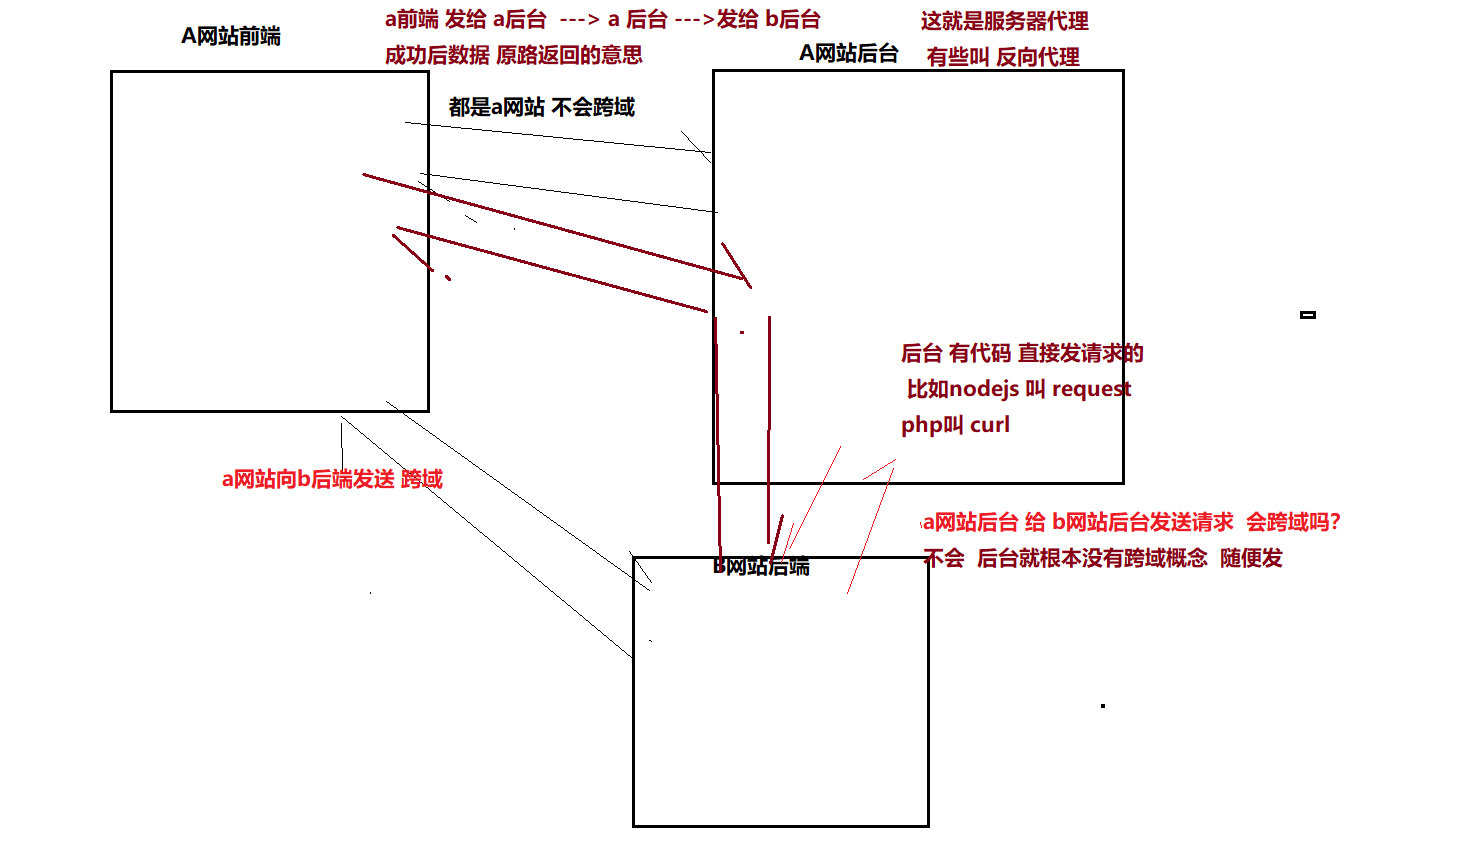 a前端 发给 a后台  ---> a 后台 --->发给 b后台
成功后数据 原路返回的意思
这就是服务器代理
有些叫 反向代理
A网站前端
A网站后台
都是a网站 不会跨域
后台 有代码 直接发请求的
比如nodejs 叫 request
php叫 curl
a网站向b后端发送 跨域
a网站后台 给 b网站后台发送请求  会跨域吗?
不会  后台就根本没有跨域概念  随便发
B网站后端